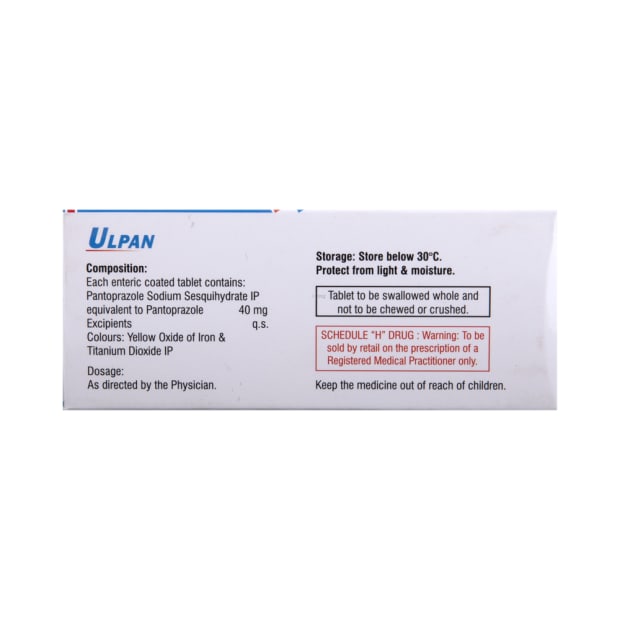 ULPAN
Composition:
Each enteric coated tablet contains:
Pantoprazole Sodium Sesquihydrate IP
equivalent to Pantoprazole 40 mg
Excipients q.s.
Colours: Yellow Oxide of Iron &
Titanium Dioxide IP
Dosage:
As directed by the Physician.
Storage: Store below 30°C.
Protect from light & moisture.
Tablet to be swallowed whole and
not to be chewed or crushed.
SCHEDULE "H" DRUG : Warning: To be
sold by retail on the prescription of a
Registered Medical Practitioner only.
Keep the medicine out of reach of children.